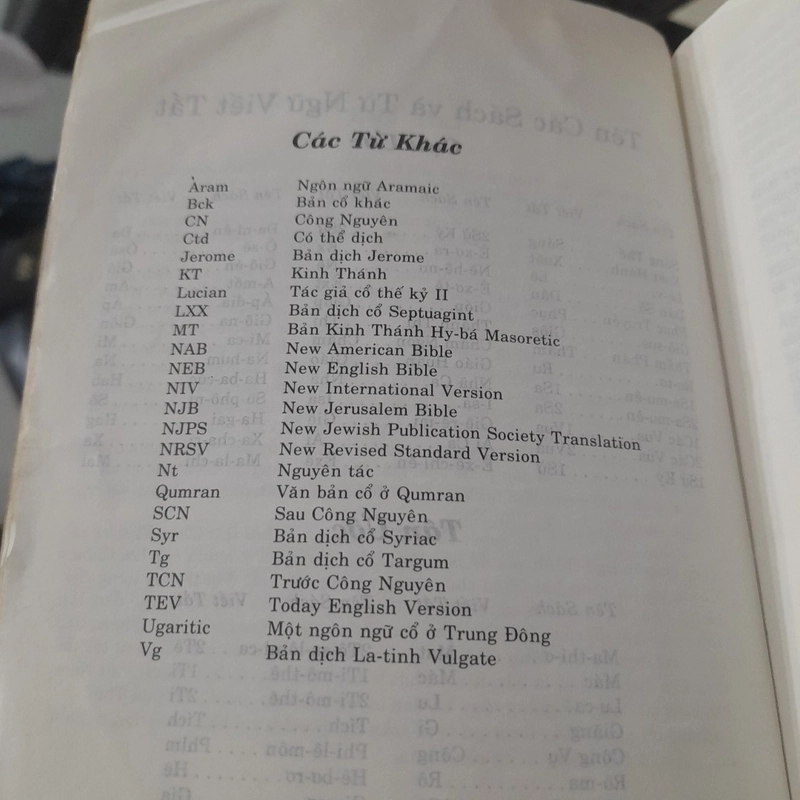 Các Từ Khác
Àram Ngôn ngữ Aramaic
Bck Bản cổ khác
CN Công Nguyên
Ctd Có thể dịch
Jerome Bản dịch Jerome
KT Kinh Thánh
Lucian Tác giả cổ thế kỷ II
LXX Bản dịch cổ Septuagint
MT Bản Kinh Thánh Hy-bá Masoretic
NAB New American Bible
NEB New English Bible
NIV New International Version
NJB New Jerusalem Bible
NJPS New Jewish Publication Society Translation
NRSV New Revised Standard Version
Nt Nguyên tác
Qumran Văn bản cổ ở Qumran
SCN Sau Công Nguyên
Syr Bản dịch cổ Syriac
Tg Bản dịch cổ Targum
TCN Trước Công Nguyên
TEV Today English Version
Ugaritic Một ngôn ngữ cổ ở Trung Đông
Vg Bản dịch La-tinh Vulgate